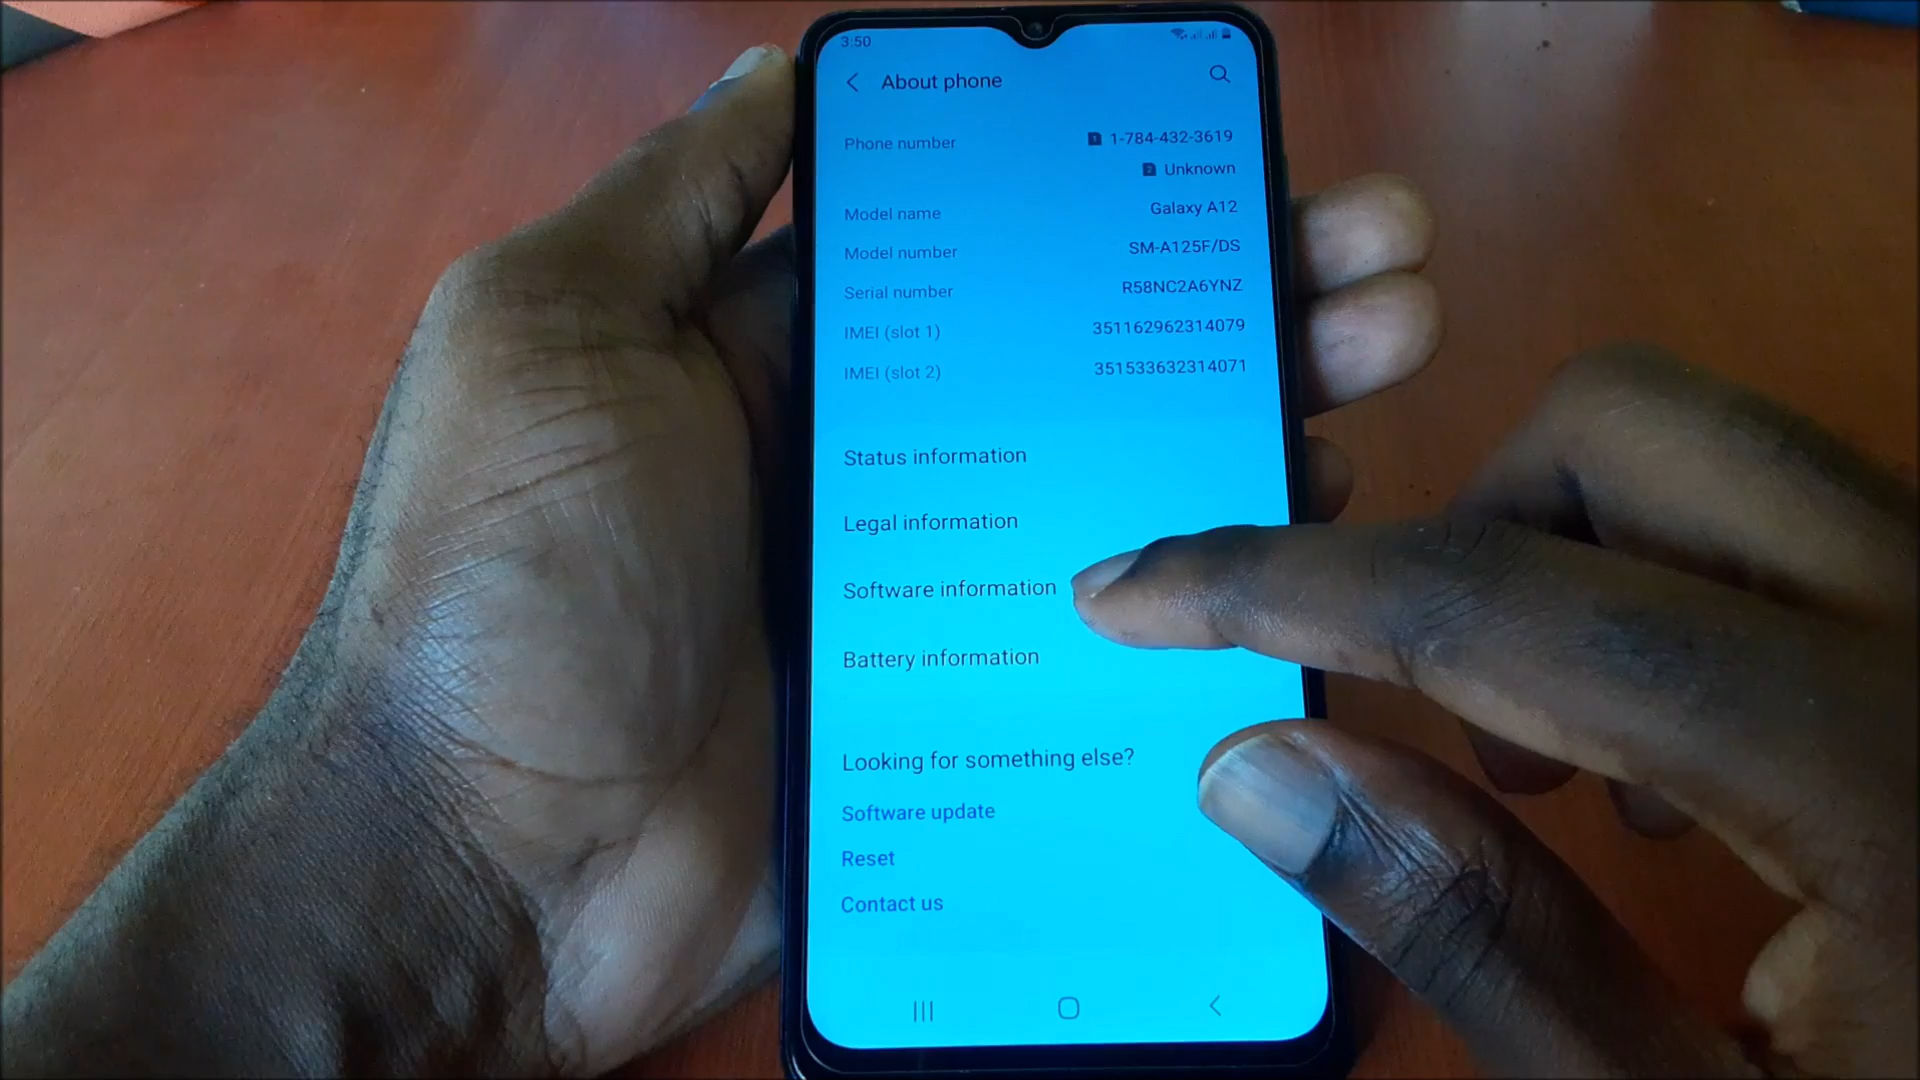 3:50
About phone
Phone number 1-784-432-3619
Unknown
Model name Galaxy A12
Model number SM-A125F/DS
Serial number R58NC2A6YNZ
IMEI (slot 1) 351162962314079
IMEI (slot 2) 351533632314071
Status information
Legal information
Software information
Battery information
Looking for something else?
Software update
Reset
Contact us